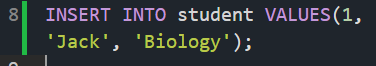 8 INSERT INTO student VALUES(1,
'Jack', 'Biology');